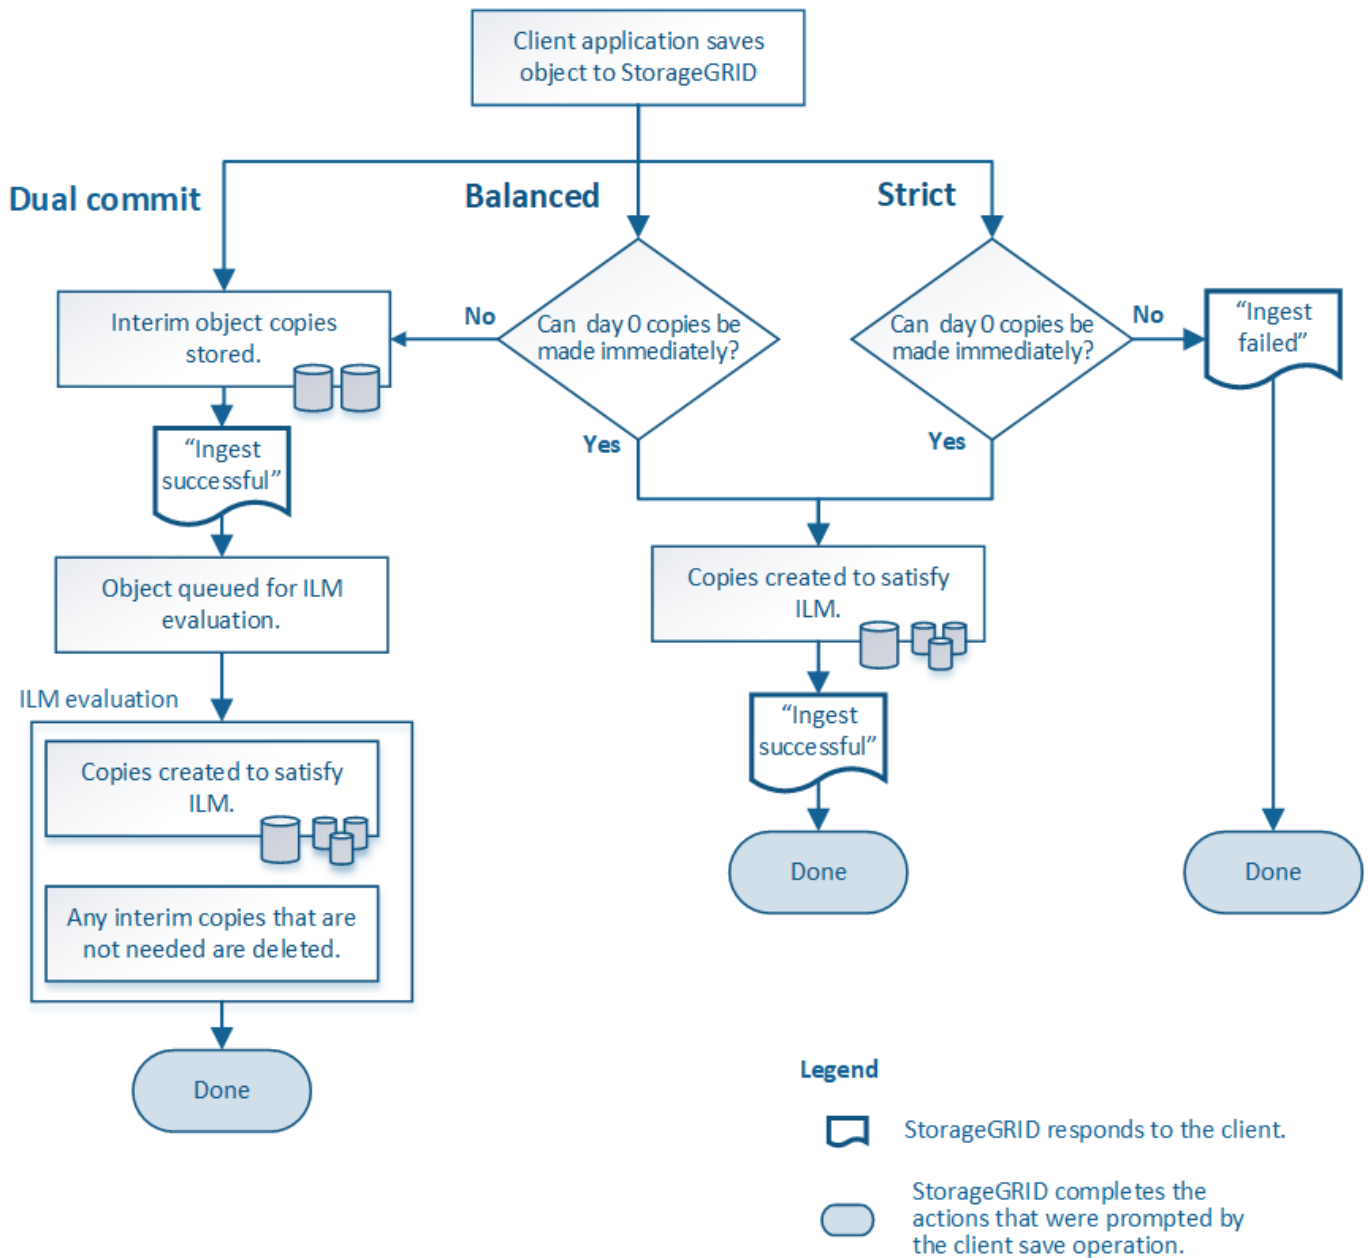 Client application saves
object to StorageGRID
Dual commit
Balanced
Strict
Interim object copies
stored.
No
Can day 0 copies be
made immediately?
Can day 0 copies be
made immediately?
No
“Ingest
failed”
Yes
Yes
“Ingest
successful”
Object queued for ILM
evaluation.
Copies created to satisfy
ILM.
ILM evaluation
“Ingest
successful”
Copies created to satisfy
ILM.
Any interim copies that are
not needed are deleted.
Done
Done
Done
Legend
StorageGRID responds to the client.
StorageGRID completes the
actions that were prompted by
the client save operation.